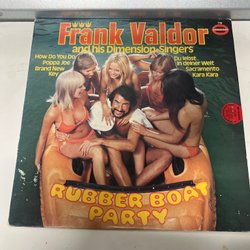 Frank Valdor
and his Dimension-Singers
How Do You Do
Poppa Joe
Brand New
Key
Du lebst
in deiner Welt
Sacramento
Kara Kara
RUBBER BOAT
PARTY